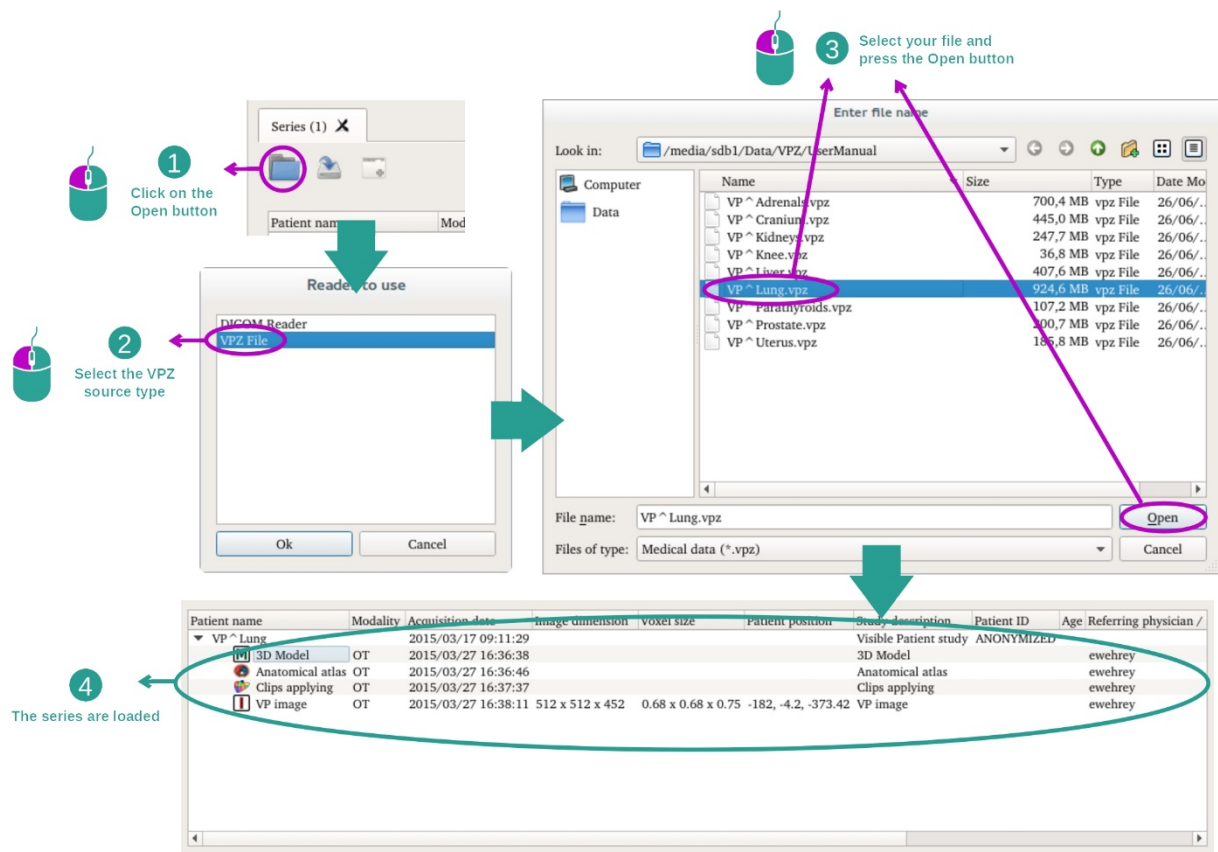 3
Select your file and
press the Open button
Series (1)
1
Click on the
Open button
Patient name
Mod
Enter file name
Look in:
/media/sdb1/Data/VPZ/UserManual
Computer
Data
Name Size Type Date Mo
VP^Adrenals.vpz 700,4 MB vpz File 26/06/..
VP^Cranium.vpz 445,0 MB vpz File 26/06/..
VP^Kidneys.vpz 247,7 MB vpz File 26/06/..
VP^Knee.vpz 36,8 MB vpz File 26/06/..
VP^Liver.vpz 407,6 MB vpz File 26/06/..
VP^Lung.vpz 924,6 MB vpz File 26/06/..
VP^Parathyroids.vpz 107,2 MB vpz File 26/06/..
VP^Prostate.vpz 200,7 MB vpz File 26/06/..
VP^Uterus.vpz 185,8 MB vpz File 26/06/..
File name: VP^Lung.vpz Open
Files of type: Medical data (*.vpz) Cancel
Reader to use
DICOM Reader
VPZ File
2
Select the VPZ
source type
Ok Cancel
Patient name Modality Acquisition date Image dimension Voxel size Patient position Study description Patient ID Age Referring physician /
VP^Lung 2015/03/17 09:11:29 Visible Patient study ANONYMIZED
M 3D Model OT 2015/03/27 16:36:38 3D Model ewehrey
Anatomical atlas OT 2015/03/27 16:36:46 Anatomical atlas ewehrey
Clips applying OT 2015/03/27 16:37:37 Clips applying ewehrey
I VP image OT 2015/03/27 16:38:11 512 x 512 x 452 0.68 x 0.68 x 0.75 -182, -4.2, -373.42 VP image ewehrey
4
The series are loaded